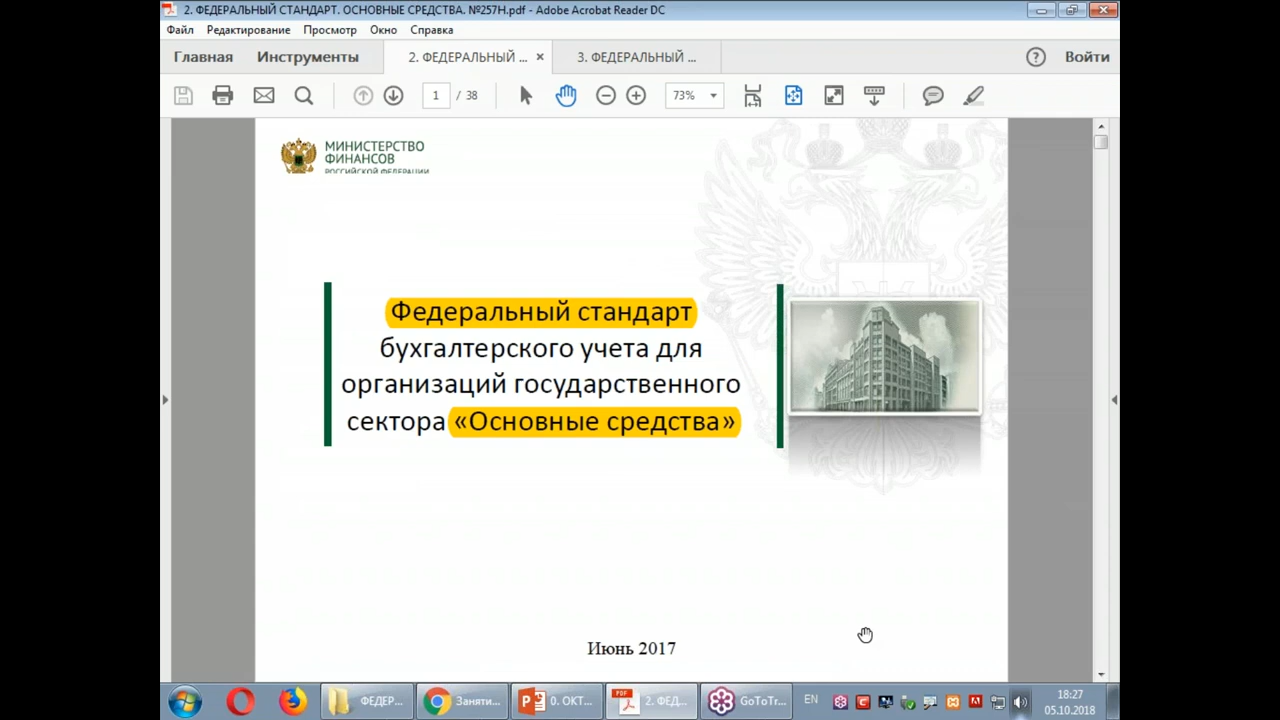 2. ФЕДЕРАЛЬНЫЙ СТАНДАРТ. ОСНОВНЫЕ СРЕДСТВА. №257Н.pdf - Adobe Acrobat Reader DC
Файл Редактирование Просмотр Окно Справка
Главная Инструменты 2. ФЕДЕРАЛЬНЫЙ ... × 3. ФЕДЕРАЛЬНЫЙ ... Войти
1 / 38 73%
МИНИСТЕРСТВО
ФИНАНСОВ
РОССИЙСКОЙ ФЕДЕРАЦИИ
Федеральный стандарт
бухгалтерского учета для
организаций государственного
сектора «Основные средства»
Июнь 2017
ФЕДЕР... Заняти... 0. ОКТ... 2. ФЕД... GoToTr... EN 18:27
05.10.2018